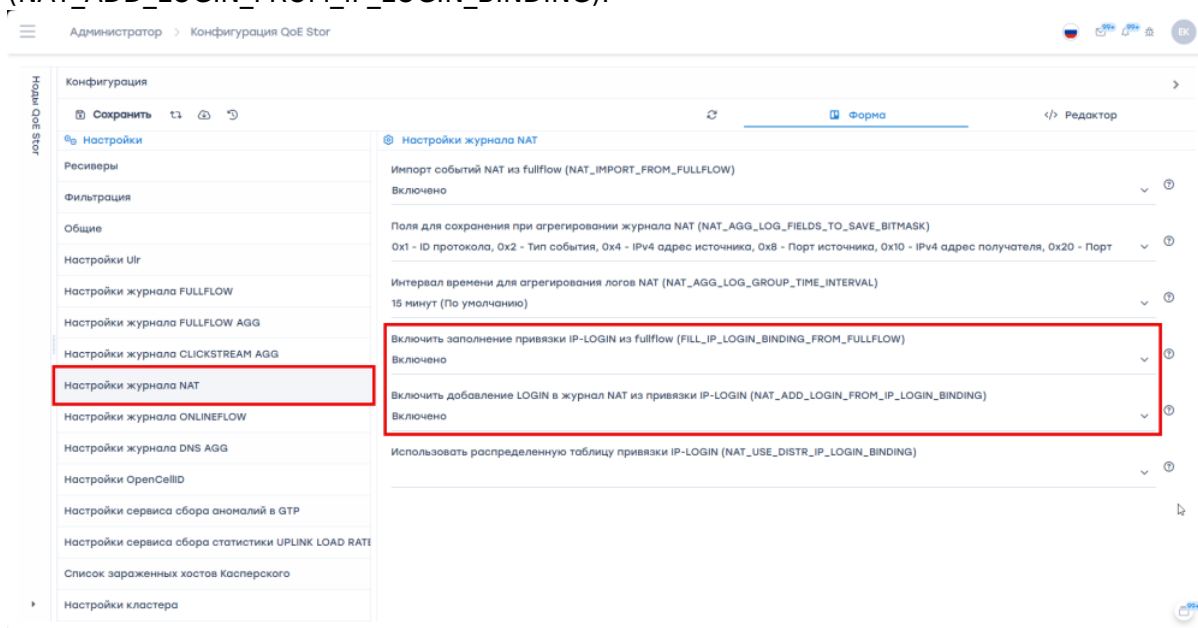 (NAT_ADD_LOGIN_FROM_IP_LOGIN_BINDING).
Администратор > Конфигурация QoE Stor
99+ 99+ EK
Ноды QoE Stor
Конфигурация
Сохранить
Форма
</> Редактор
Настройки
Ресиверы
Фильтрация
Общие
Настройки Ulr
Настройки журнала FULLFLOW
Настройки журнала FULLFLOW AGG
Настройки журнала CLICKSTREAM AGG
Настройки журнала NAT
Настройки журнала ONLINEFLOW
Настройки журнала DNS AGG
Настройки OpenCellID
Настройки сервиса сбора аномалий в GTP
Настройки сервиса сбора статистики UPLINK LOAD RATE
Список зараженных хостов Касперского
Настройки кластера
Настройки журнала NAT
Импорт событий NAT из fullflow (NAT_IMPORT_FROM_FULLFLOW)
Включено
Поля для сохранения при агрегировании журнала NAT (NAT_AGG_LOG_FIELDS_TO_SAVE_BITMASK)
0x1 - ID протокола, 0x2 - Тип события, 0x4 - IPv4 адрес источника, 0x8 - Порт источника, 0x10 - IPv4 адрес получателя, 0x20 - Порт
Интервал времени для агрегирования логов NAT (NAT_AGG_LOG_GROUP_TIME_INTERVAL)
15 минут (По умолчанию)
Включить заполнение привязки IP-LOGIN из fullflow (FILL_IP_LOGIN_BINDING_FROM_FULLFLOW)
Включено
Включить добавление LOGIN в журнал NAT из привязки IP-LOGIN (NAT_ADD_LOGIN_FROM_IP_LOGIN_BINDING)
Включено
Использовать распределенную таблицу привязки IP-LOGIN (NAT_USE_DISTR_IP_LOGIN_BINDING)
99+